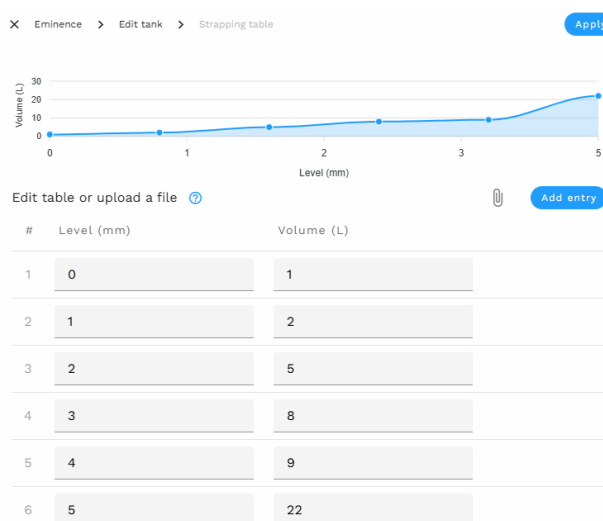 Eminence > Edit tank > Strapping table
Apply
Volume (L)
30
20
10
0
0 1 2 3 5
Level (mm)
Edit table or upload a file
Add entry
# Level (mm) Volume (L)
1 0 1
2 1 2
3 2 5
4 3 8
5 4 9
6 5 22